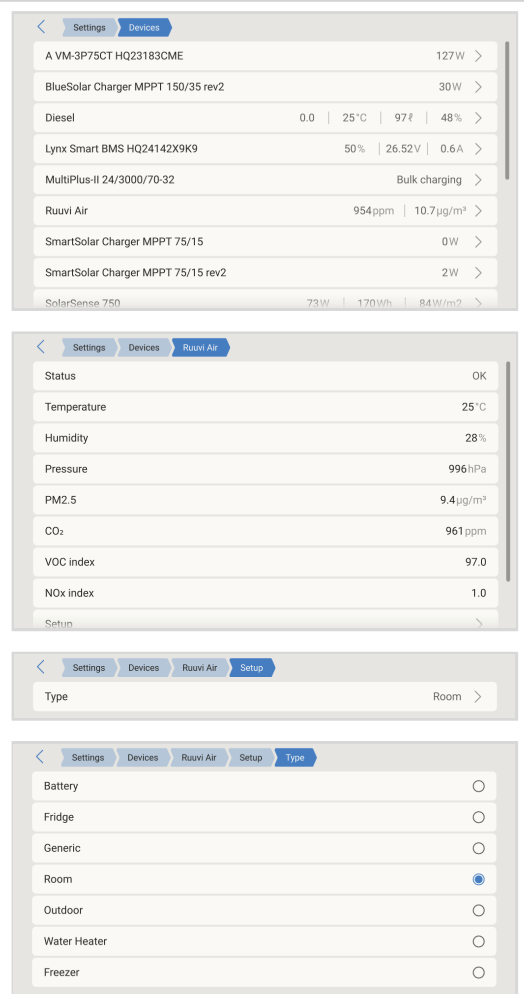 Settings Devices
A VM-3P75CT HQ23183CME 127W
BlueSolar Charger MPPT 150/35 rev2 30W
Diesel 0.0 | 25°C | 97ℓ | 48%
Lynx Smart BMS HQ24142X9K9 50% | 26.52V | 0.6A
MultiPlus-II 24/3000/70-32 Bulk charging
Ruuvi Air 954ppm | 10.7µg/m³
SmartSolar Charger MPPT 75/15 0W
SmartSolar Charger MPPT 75/15 rev2 2W
SolarSense 750 73W | 170Wh | 84W/m2
Settings Devices Ruuvi Air
Status OK
Temperature 25°C
Humidity 28%
Pressure 996hPa
PM2.5 9.4µg/m³
CO₂ 961ppm
VOC index 97.0
NOx index 1.0
Setup
Settings Devices Ruuvi Air Setup
Type Room
Settings Devices Ruuvi Air Setup Type
Battery
Fridge
Generic
Room
Outdoor
Water Heater
Freezer